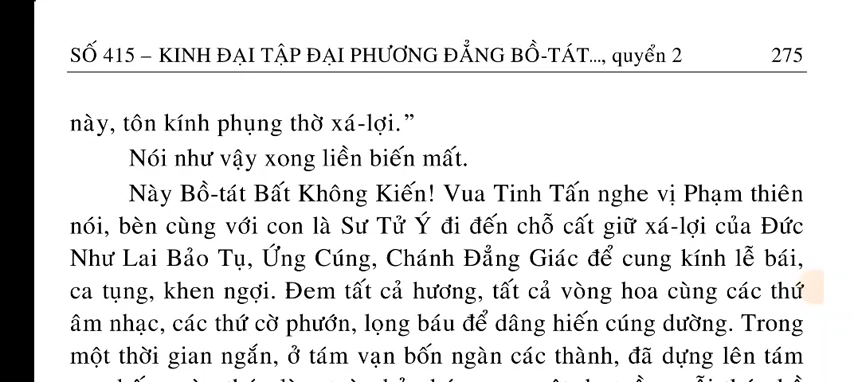 SỐ 415 – KINH ĐẠI TẬP ĐẠI PHƯƠNG ĐẲNG BỒ-TÁT..., quyển 2 275
này, tôn kính phụng thờ xá-lợi.”
Nói như vậy xong liền biến mất.
Này Bồ-tát Bất Không Kiến! Vua Tinh Tấn nghe vị Phạm thiên
nói, bèn cùng với con là Sư Tử Ý đi đến chỗ cất giữ xá-lợi của Đức
Như Lai Bảo Tụ, Ứng Cúng, Chánh Đẳng Giác để cung kính lễ bái,
ca tụng, khen ngợi. Đem tất cả hương, tất cả vòng hoa cùng các thứ
âm nhạc, các thứ cờ phướn, lọng báu để dâng hiến cúng dường. Trong
một thời gian ngắn, ở tám vạn bốn ngàn các thành, đã dựng lên tám